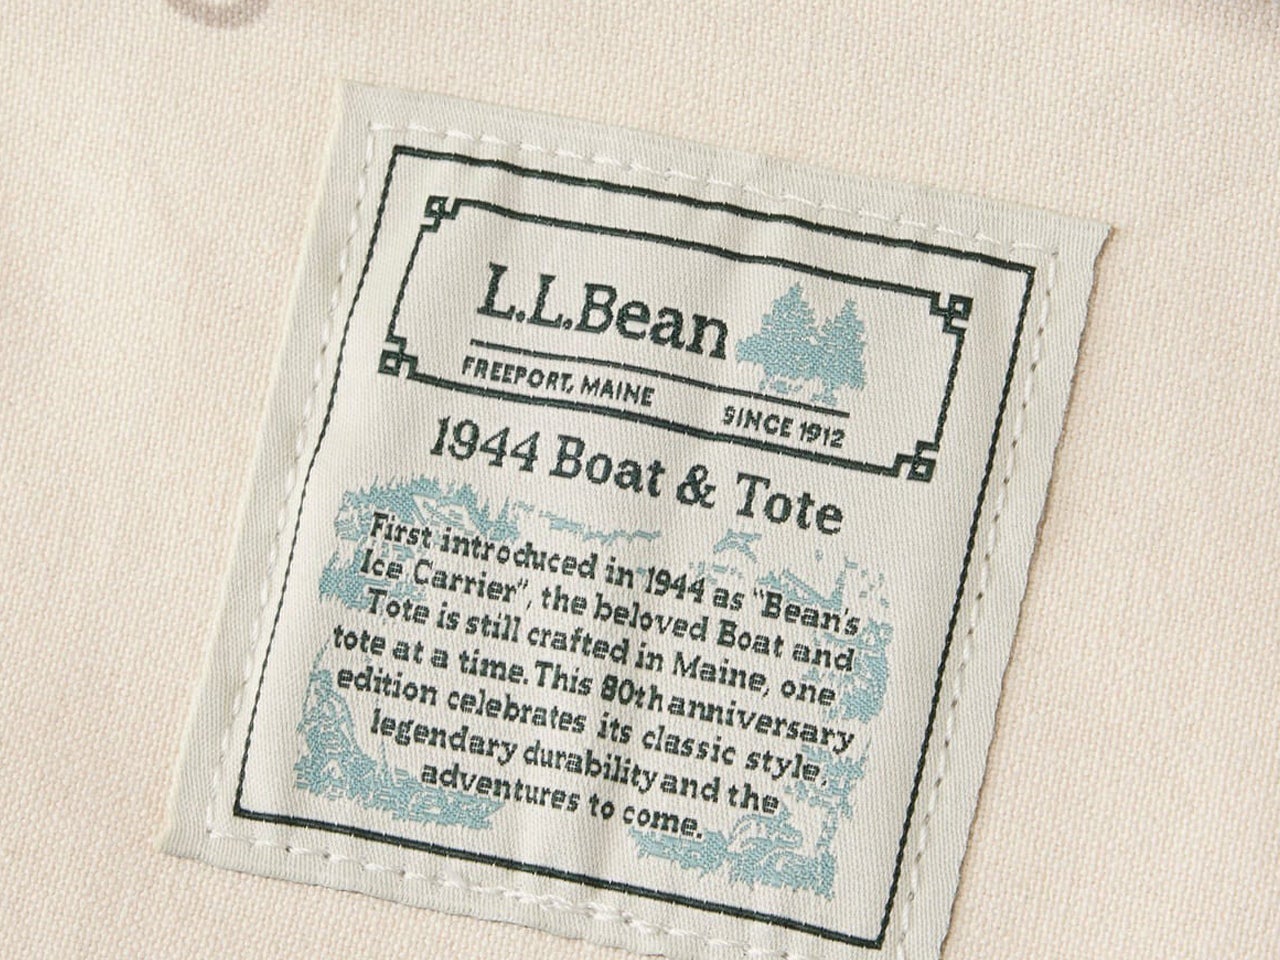 L.L.Bean
FREEPORT, MAINE SINCE 1912
1944 Boat & Tote
First introduced in 1944 as "Bean's
Ice Carrier", the beloved Boat and
Tote is still crafted in Maine, one
tote at a time. This 80th anniversary
edition celebrates its classic style,
legendary durability and the
adventures to come.